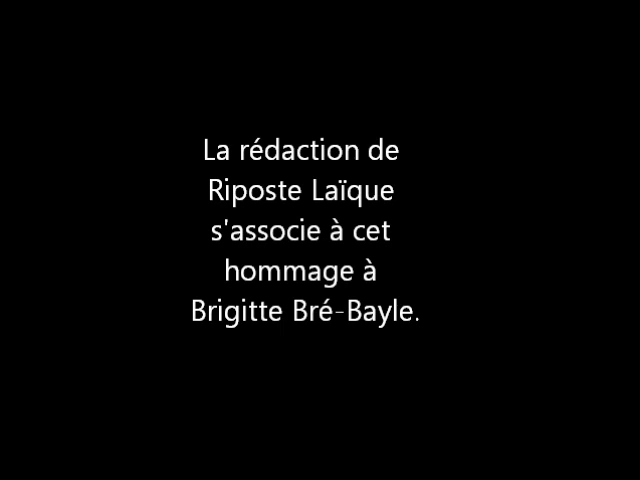 La rédaction de
Riposte Laïque
s'associe à cet
hommage à
Brigitte Bré-Bayle.